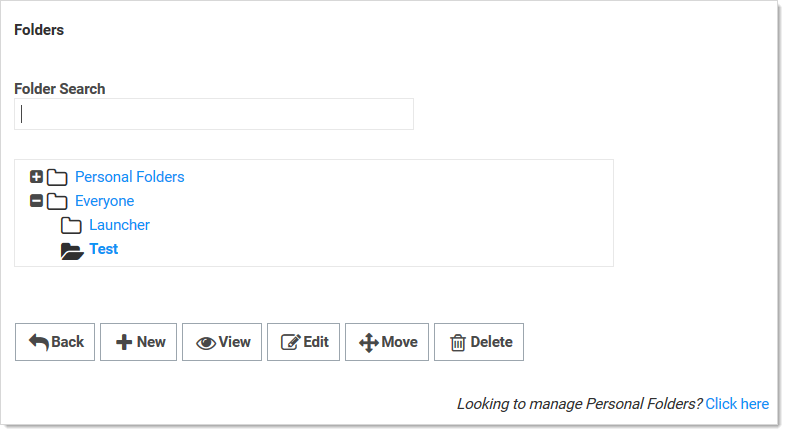 Folders
Folder Search
Personal Folders
Everyone
Launcher
Test
Back New View Edit Move Delete
Looking to manage Personal Folders? Click here